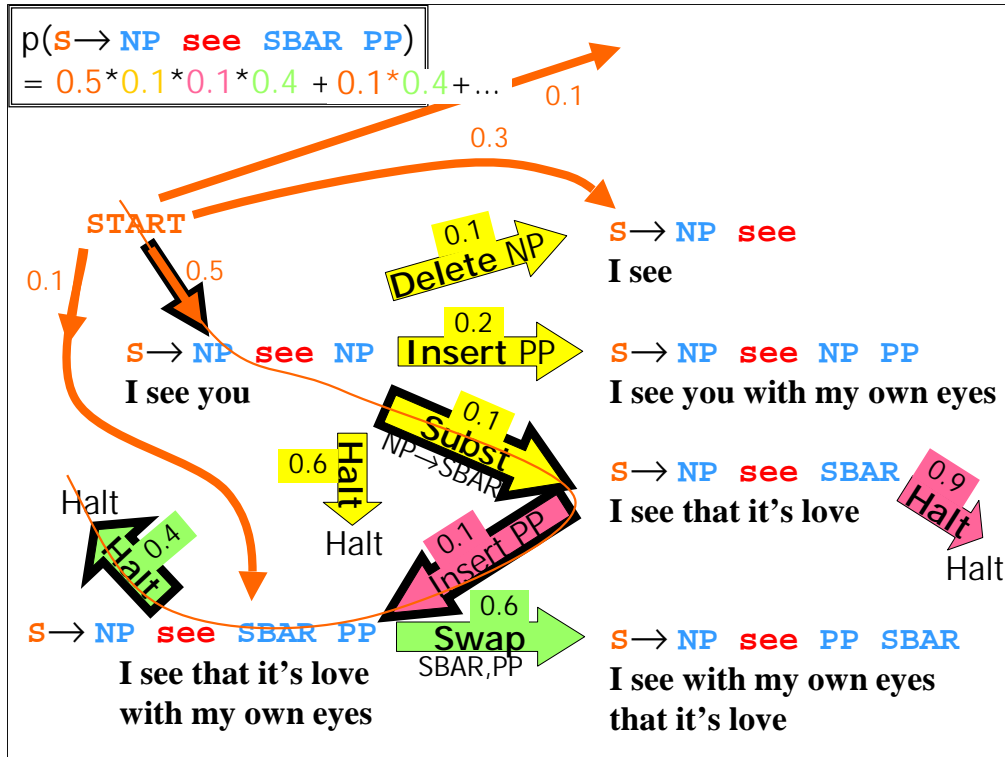 p(S→ NP see SBAR PP)
= 0.5*0.1*0.1*0.4 + 0.1*0.4+...
0.1
0.3
START
0.1
0.5
0.1
Delete NP
S→ NP see
I see
0.2
Insert PP
S→ NP see NP
I see you
S→ NP see NP PP
I see you with my own eyes
0.1
Subst
NP→SBAR
0.6
Halt
Halt
S→ NP see SBAR
I see that it's love
0.9
Halt
Halt
Halt
0.4
Halt
0.1
Insert PP
S→ NP see SBAR PP
I see that it's love
with my own eyes
0.6
Swap
SBAR,PP
S→ NP see PP SBAR
I see with my own eyes
that it's love